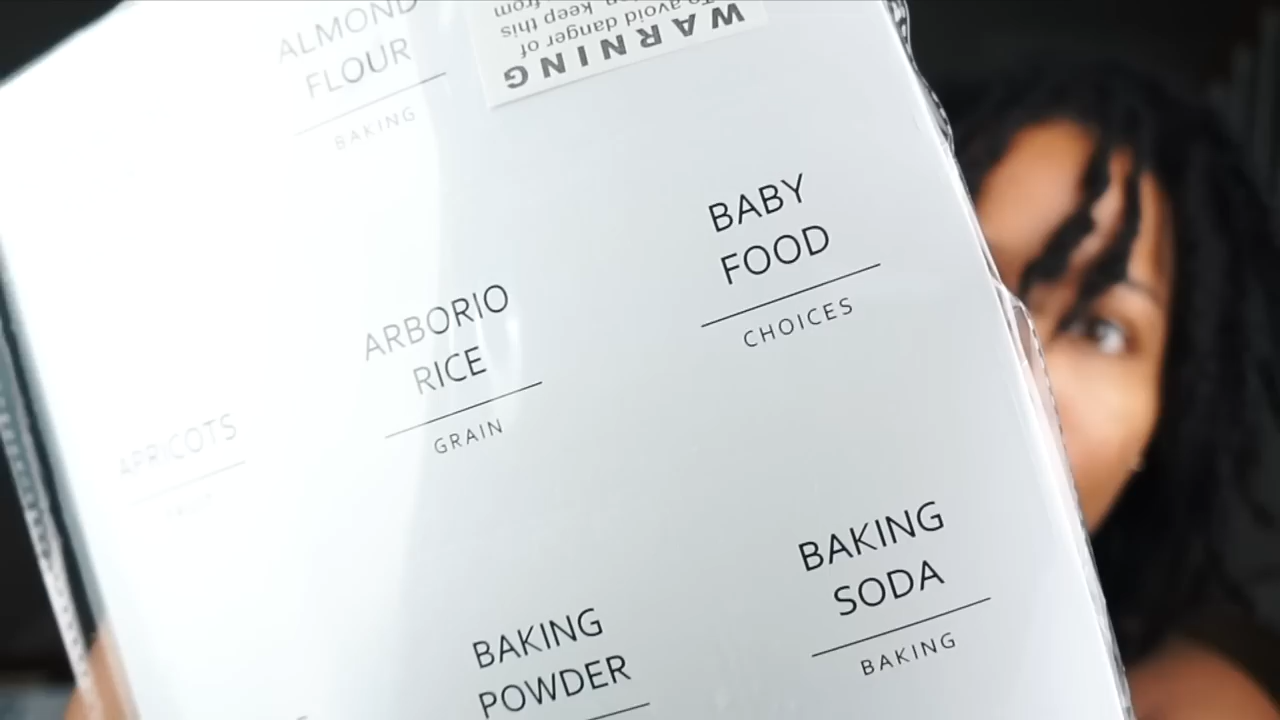 ALMOND
FLOUR
BAKING
WARNING
To avoid danger of
keep this
from
BABY
FOOD
CHOICES
ARBORIO
RICE
GRAIN
APRICOTS
BAKING
SODA
BAKING
BAKING
POWDER